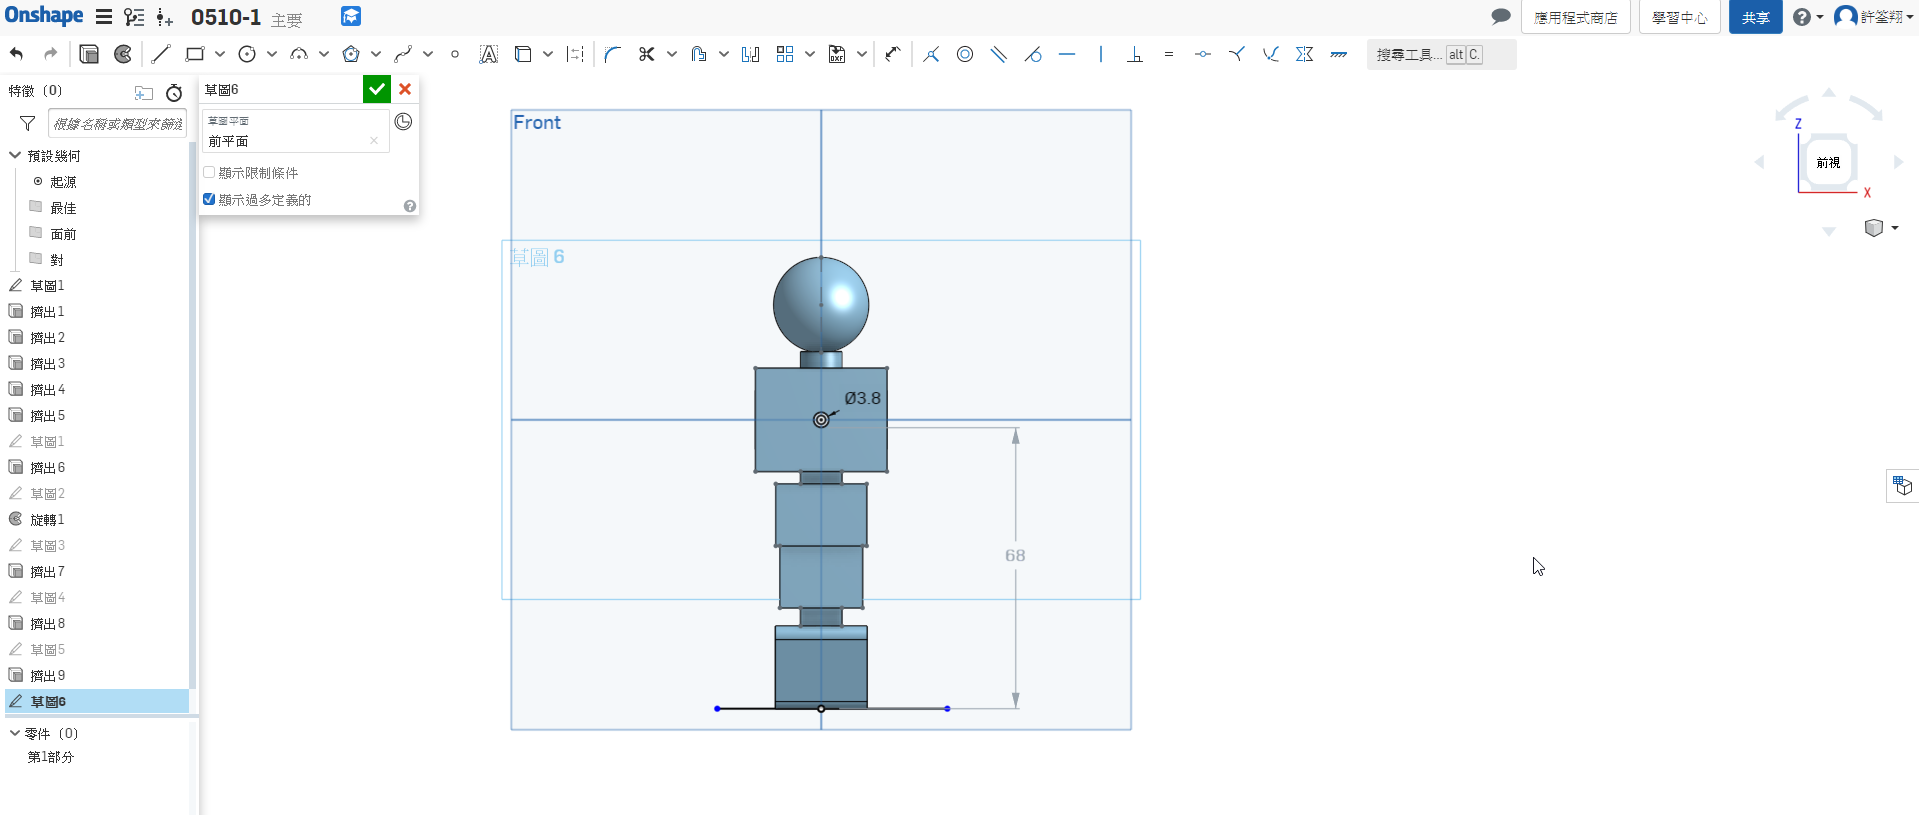 Onshape 0510-1 主要 應用程式商店 學習中心 共享 許荃翔
DXF 搜尋工具... alt C.
特徵 (0)
根據名稱或類型來篩選
預設幾何
起源
最佳
面前
對
草圖1
擠出1
擠出2
擠出3
擠出4
擠出5
草圖1
擠出6
草圖2
旋轉1
草圖3
擠出7
草圖4
擠出8
草圖5
擠出9
草圖6
零件 (0)
第1部分
草圖6
草圖平面
前平面
顯示限制條件
顯示過多定義的
Front
草圖 6
Ø3.8
68
Z
前視
X